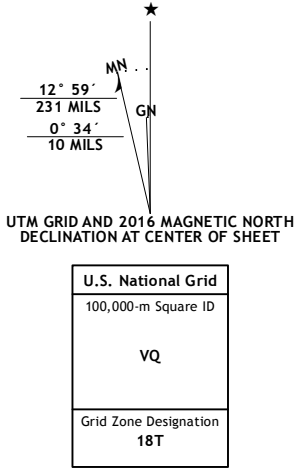 ★
MN
12° 59´
231 MILS
GN
0° 34´
10 MILS
UTM GRID AND 2016 MAGNETIC NORTH
DECLINATION AT CENTER OF SHEET
U.S. National Grid
100,000-m Square ID
VQ
Grid Zone Designation
18T